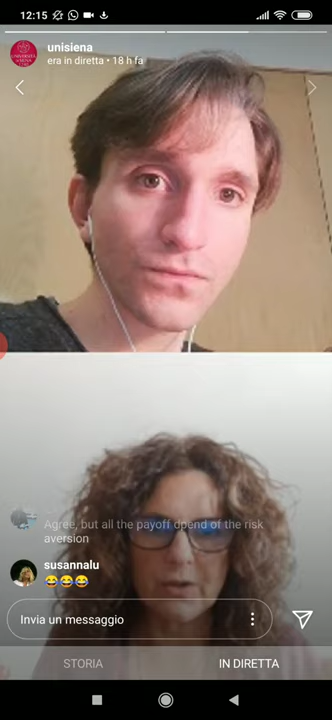 12:15
unisiena
era in diretta • 18 h fa
Agree, but all the payoff dpend of the risk
aversion
susannalu
😂😂😂
Invia un messaggio
STORIA
IN DIRETTA